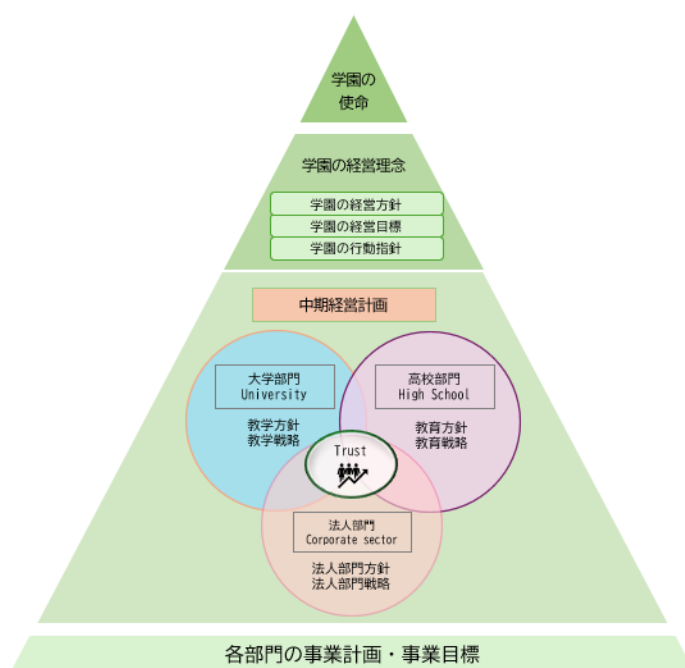 学園の
使命
学園の経営理念
学園の経営方針
学園の経営目標
学園の行動指針
中期経営計画
大学部門
University
教学方針
教学戦略
高校部門
High School
教育方針
教育戦略
Trust
法人部門
Corporate sector
法人部門方針
法人部門戦略
各部門の事業計画・事業目標